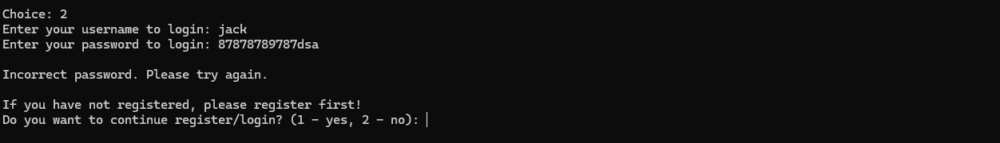 Choice: 2
Enter your username to login: jack
Enter your password to login: 87878789787dsa
Incorrect password. Please try again.
If you have not registered, please register first!
Do you want to continue register/login? (1 - yes, 2 - no):